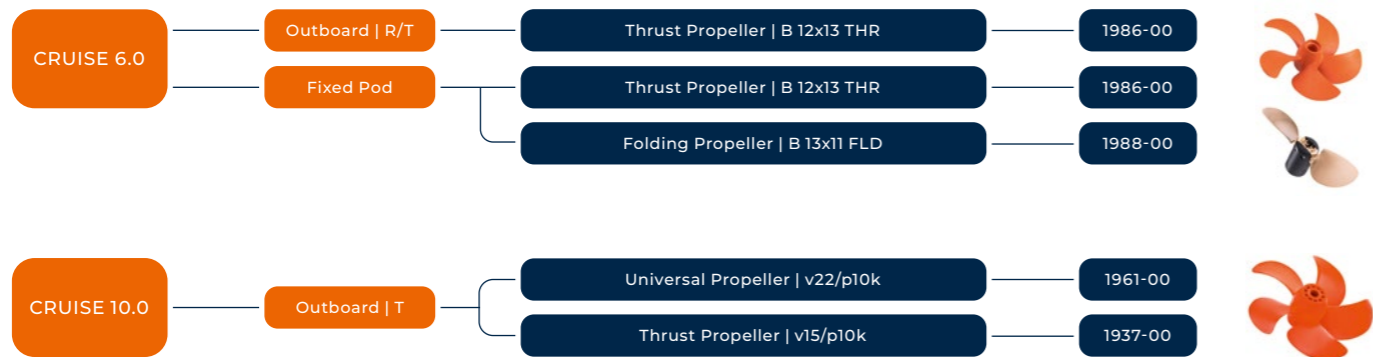 CRUISE 6.0
Outboard | R/T
Thrust Propeller | B 12x13 THR
1986-00
Fixed Pod
Thrust Propeller | B 12x13 THR
1986-00
Folding Propeller | B 13x11 FLD
1988-00
CRUISE 10.0
Outboard | T
Universal Propeller | v22/p10k
1961-00
Thrust Propeller | v15/p10k
1937-00